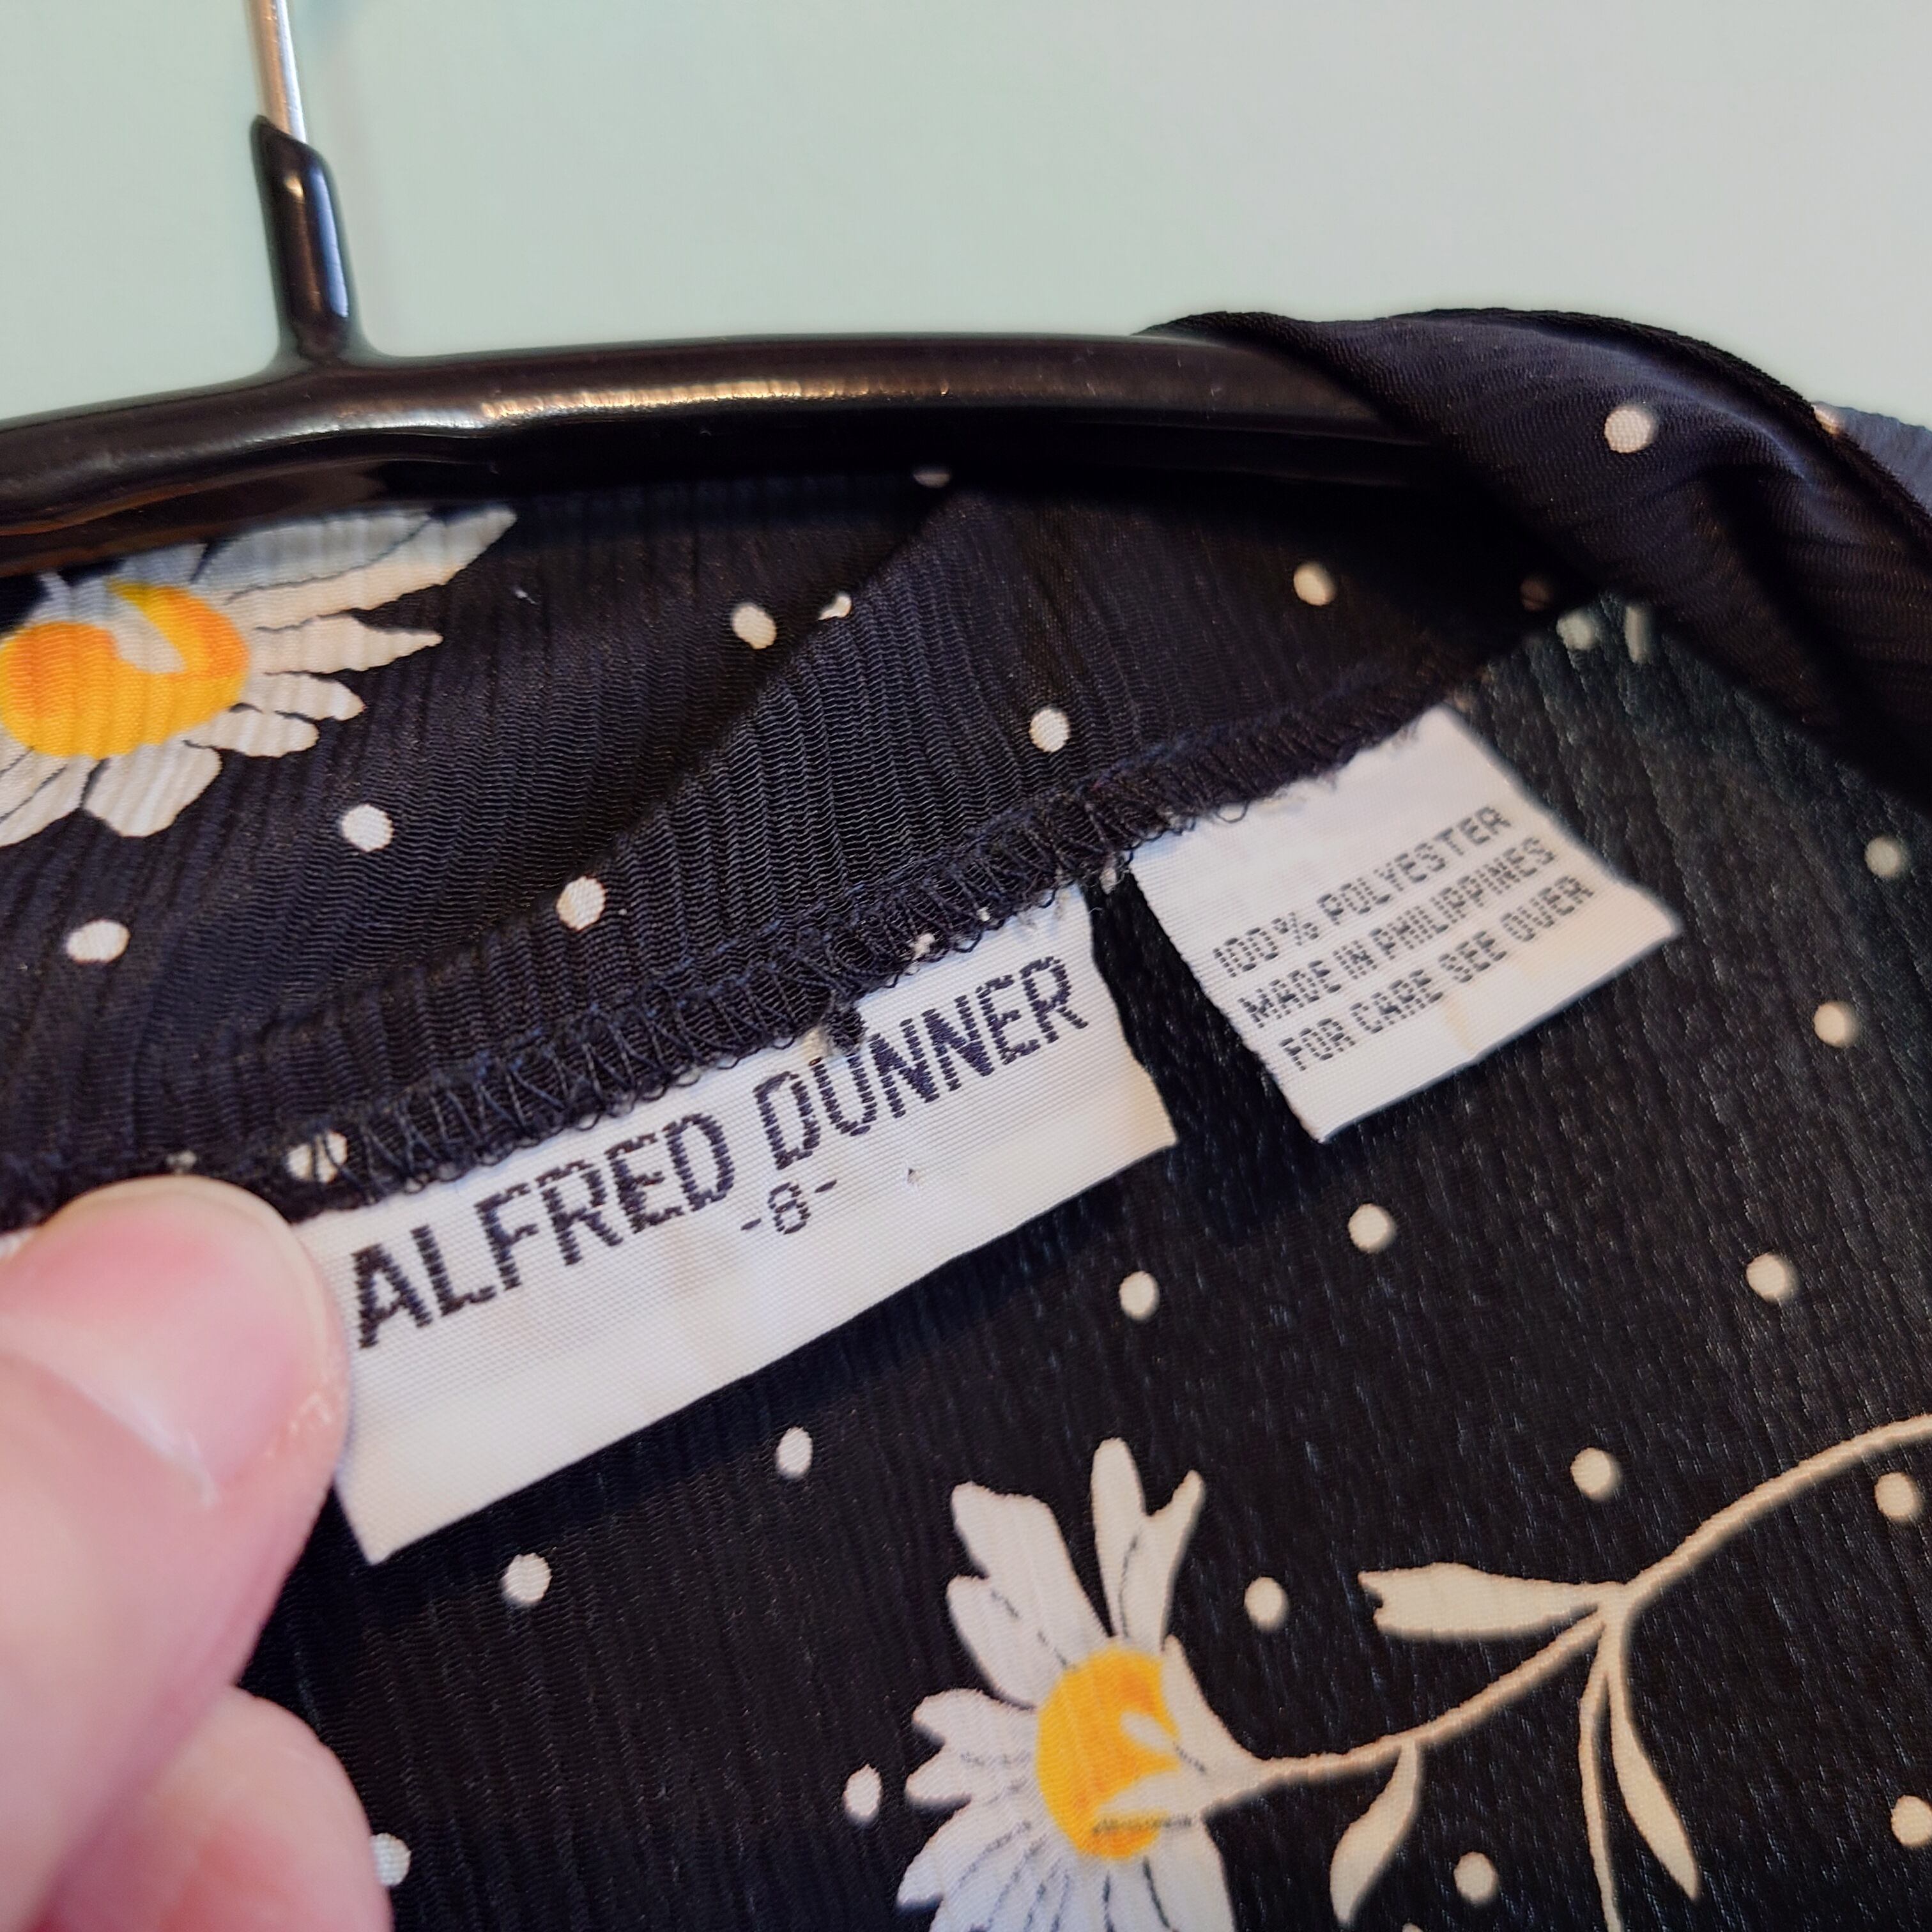 ALFRED DUNNER
-8-
100% POLYESTER
MADE IN PHILIPPINES
FOR CARE SEE OVER